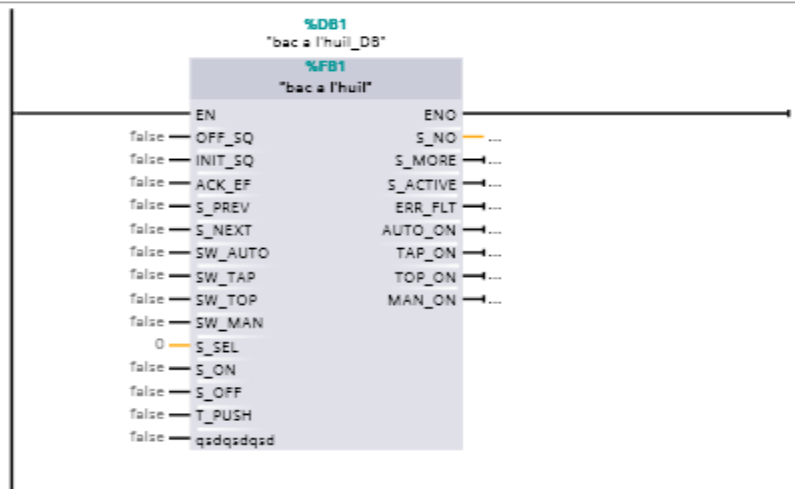 %DB1
"bac a l'huil_DB"
%FB1
"bac a l'huil"
EN ENO
false OFF_SQ S_NO ...
false INIT_SQ S_MORE ...
false ACK_EF S_ACTIVE ...
false S_PREV ERR_FLT ...
false S_NEXT AUTO_ON ...
false SW_AUTO TAP_ON ...
false SW_TAP TOP_ON ...
false SW_TOP MAN_ON ...
false SW_MAN
0 S_SEL
false S_ON
false S_OFF
false T_PUSH
false qsdqsdqsd